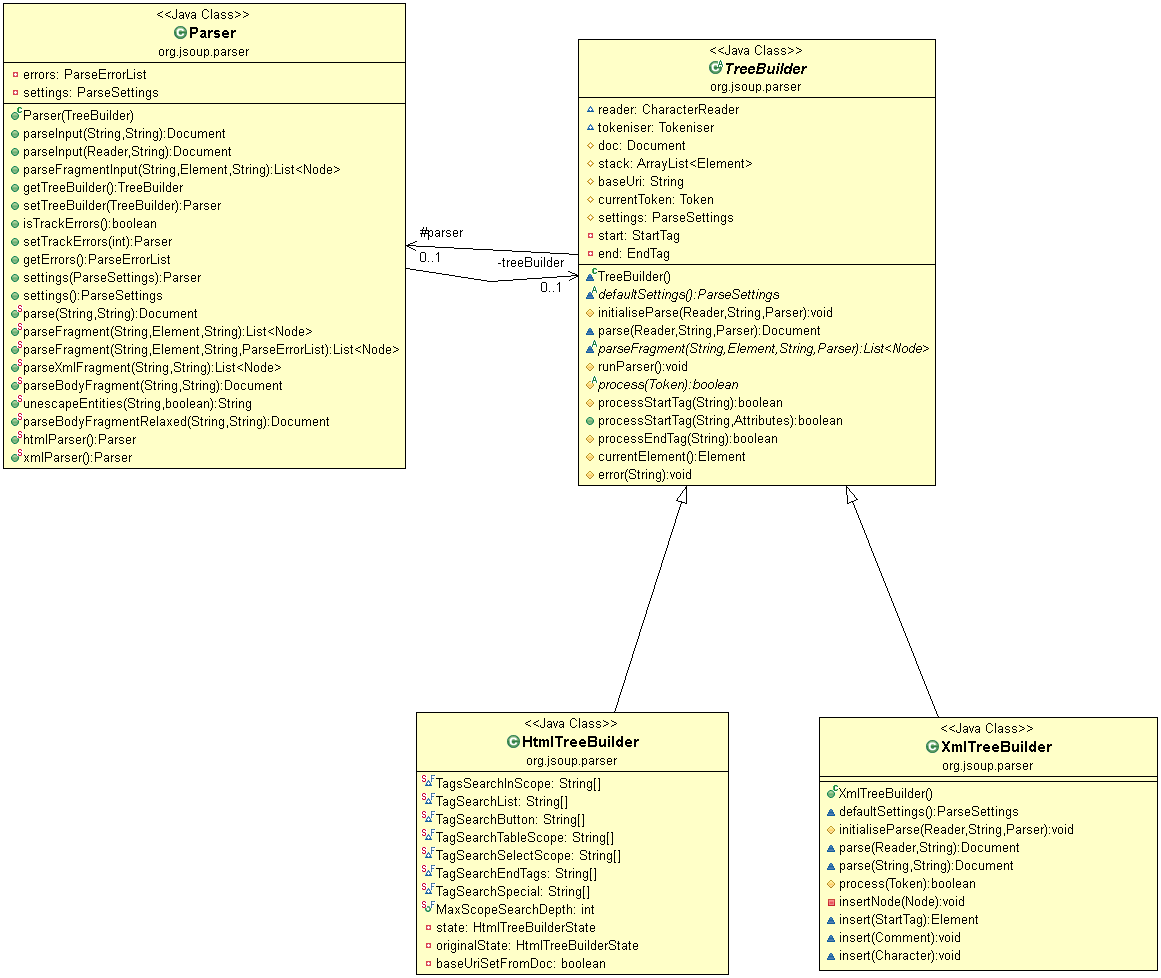 <<Java Class>>
Parser
org.jsoup.parser
errors: ParseErrorList
settings: ParseSettings
Parser(TreeBuilder)
parseInput(String,String):Document
parseInput(Reader,String):Document
parseFragmentInput(String,Element,String):List<Node>
getTreeBuilder():TreeBuilder
setTreeBuilder(TreeBuilder):Parser
isTrackErrors():boolean
setTrackErrors(int):Parser
getErrors():ParseErrorList
settings(ParseSettings):Parser
settings():ParseSettings
parse(String,String):Document
parseFragment(String,Element,String):List<Node>
parseFragment(String,Element,String,ParseErrorList):List<Node>
parseXmlFragment(String,String):List<Node>
parseBodyFragment(String,String):Document
unescapeEntities(String,boolean):String
parseBodyFragmentRelaxed(String,String):Document
htmlParser():Parser
xmlParser():Parser
#parser
0..1
-treeBuilder
0..1
<<Java Class>>
TreeBuilder
org.jsoup.parser
reader: CharacterReader
tokeniser: Tokeniser
doc: Document
stack: ArrayList<Element>
baseUri: String
currentToken: Token
settings: ParseSettings
start: StartTag
end: EndTag
TreeBuilder()
defaultSettings():ParseSettings
initialiseParse(Reader,String,Parser):void
parse(Reader,String,Parser):Document
parseFragment(String,Element,String,Parser):List<Node>
runParser():void
process(Token):boolean
processStartTag(String):boolean
processStartTag(String,Attributes):boolean
processEndTag(String):boolean
currentElement():Element
error(String):void
<<Java Class>>
HtmlTreeBuilder
org.jsoup.parser
TagsSearchInScope: String[]
TagSearchList: String[]
TagSearchButton: String[]
TagSearchTableScope: String[]
TagSearchSelectScope: String[]
TagSearchEndTags: String[]
TagSearchSpecial: String[]
MaxScopeSearchDepth: int
state: HtmlTreeBuilderState
originalState: HtmlTreeBuilderState
baseUriSetFromDoc: boolean
<<Java Class>>
XmlTreeBuilder
org.jsoup.parser
XmlTreeBuilder()
defaultSettings():ParseSettings
initialiseParse(Reader,String,Parser):void
parse(Reader,String):Document
parse(String,String):Document
process(Token):boolean
insertNode(Node):void
insert(StartTag):Element
insert(Comment):void
insert(Character):void